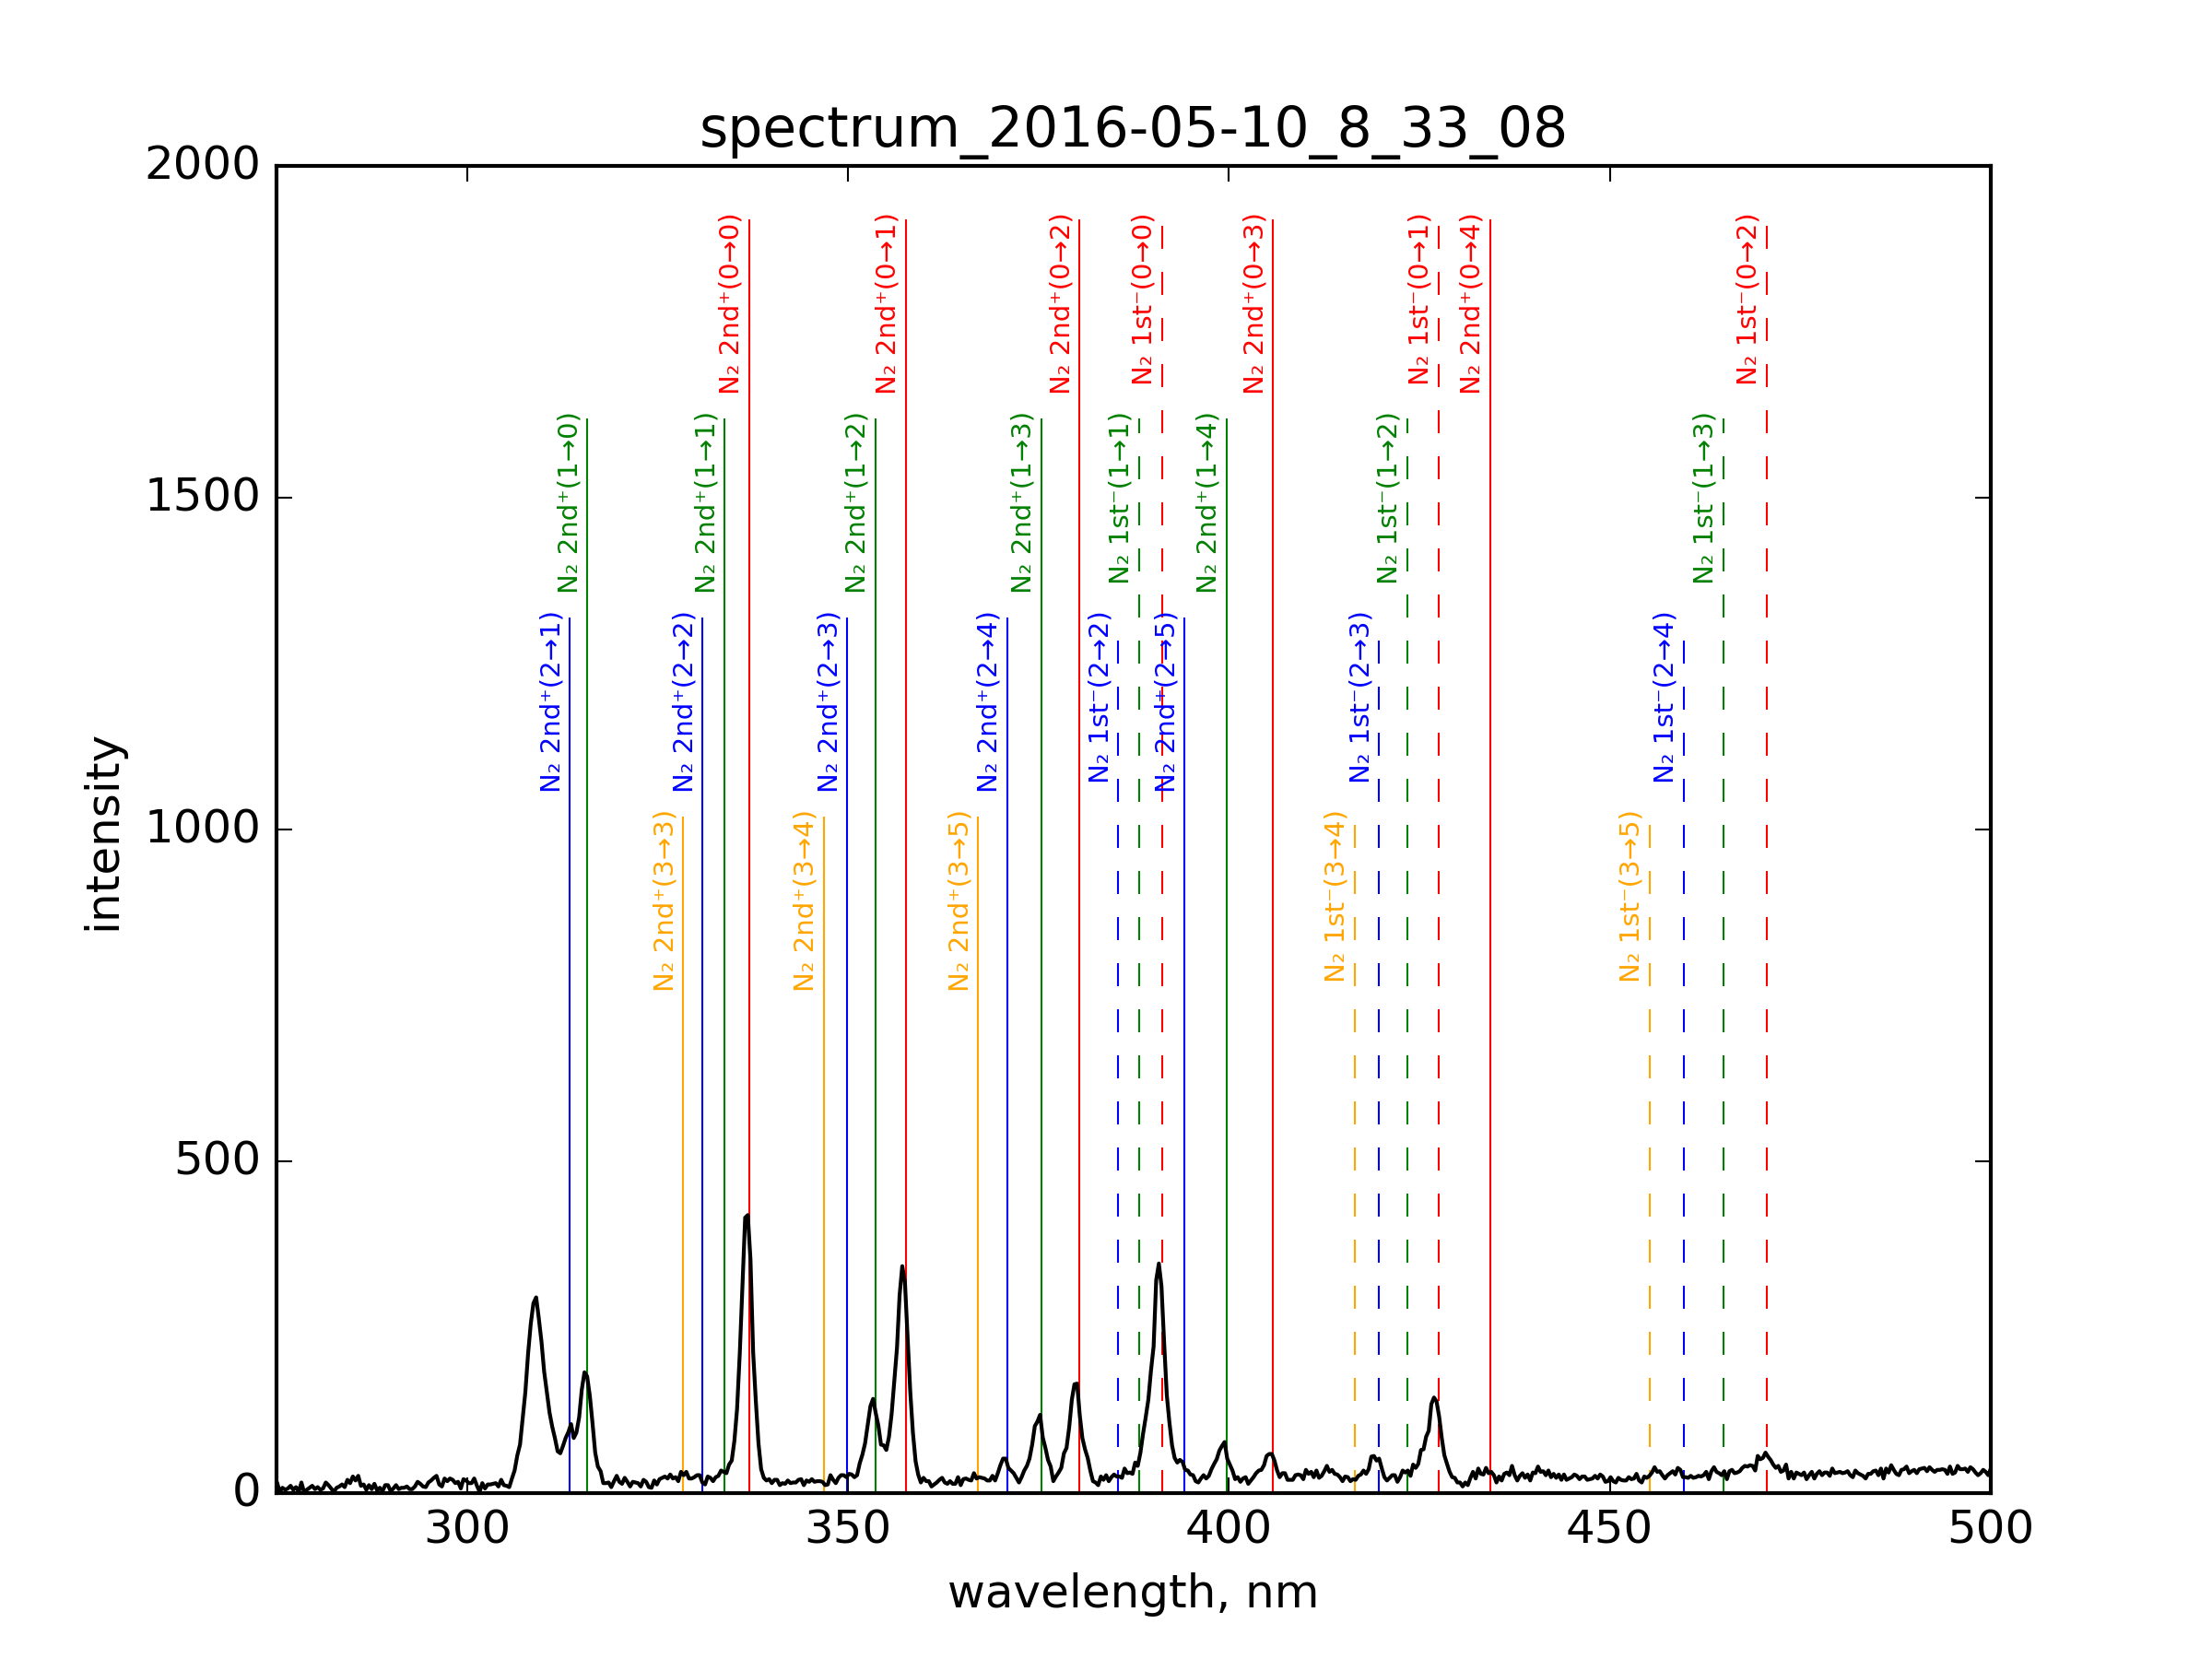 spectrum_2016-05-10_8_33_08
2000
1500
1000
500
0
intensity
N₂ 2nd⁺(0→0)
N₂ 2nd⁺(0→1)
N₂ 2nd⁺(0→2)
N₂ 1st⁻(0→0)
N₂ 2nd⁺(0→3)
N₂ 1st⁻(0→1)
N₂ 2nd⁺(0→4)
N₂ 1st⁻(0→2)
N₂ 2nd⁺(1→0)
N₂ 2nd⁺(1→1)
N₂ 2nd⁺(1→2)
N₂ 2nd⁺(1→3)
N₂ 1st⁻(1→1)
N₂ 2nd⁺(1→4)
N₂ 1st⁻(1→2)
N₂ 1st⁻(1→3)
N₂ 2nd⁺(2→1)
N₂ 2nd⁺(2→2)
N₂ 2nd⁺(2→3)
N₂ 2nd⁺(2→4)
N₂ 1st⁻(2→2)
N₂ 2nd⁺(2→5)
N₂ 1st⁻(2→3)
N₂ 1st⁻(2→4)
N₂ 2nd⁺(3→3)
N₂ 2nd⁺(3→4)
N₂ 2nd⁺(3→5)
N₂ 1st⁻(3→4)
N₂ 1st⁻(3→5)
300 350 400 450 500
wavelength, nm